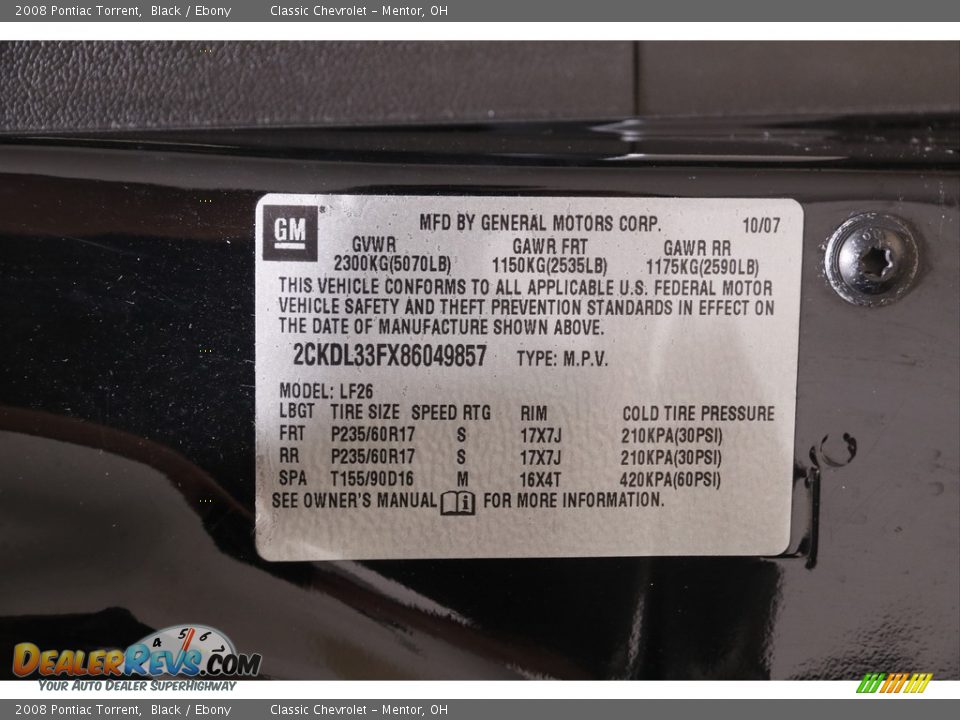 2008 Pontiac Torrent, Black / Ebony Classic Chevrolet – Mentor, OH
GM® MFD BY GENERAL MOTORS CORP. 10/07
GVWR GAWR FRT GAWR RR
2300KG(5070LB) 1150KG(2535LB) 1175KG(2590LB)
THIS VEHICLE CONFORMS TO ALL APPLICABLE U.S. FEDERAL MOTOR
VEHICLE SAFETY AND THEFT PREVENTION STANDARDS IN EFFECT ON
THE DATE OF MANUFACTURE SHOWN ABOVE.
2CKDL33FX86049857 TYPE: M.P.V.
MODEL: LF26
LBGT TIRE SIZE SPEED RTG RIM COLD TIRE PRESSURE
FRT P235/60R17 S 17X7J 210KPA(30PSI)
RR P235/60R17 S 17X7J 210KPA(30PSI)
SPA T155/90D16 M 16X4T 420KPA(60PSI)
SEE OWNER'S MANUAL i FOR MORE INFORMATION.
4 5 6
DEALERREVS.COM
YOUR AUTO DEALER SUPERHIGHWAY
2008 Pontiac Torrent, Black / Ebony Classic Chevrolet – Mentor, OH